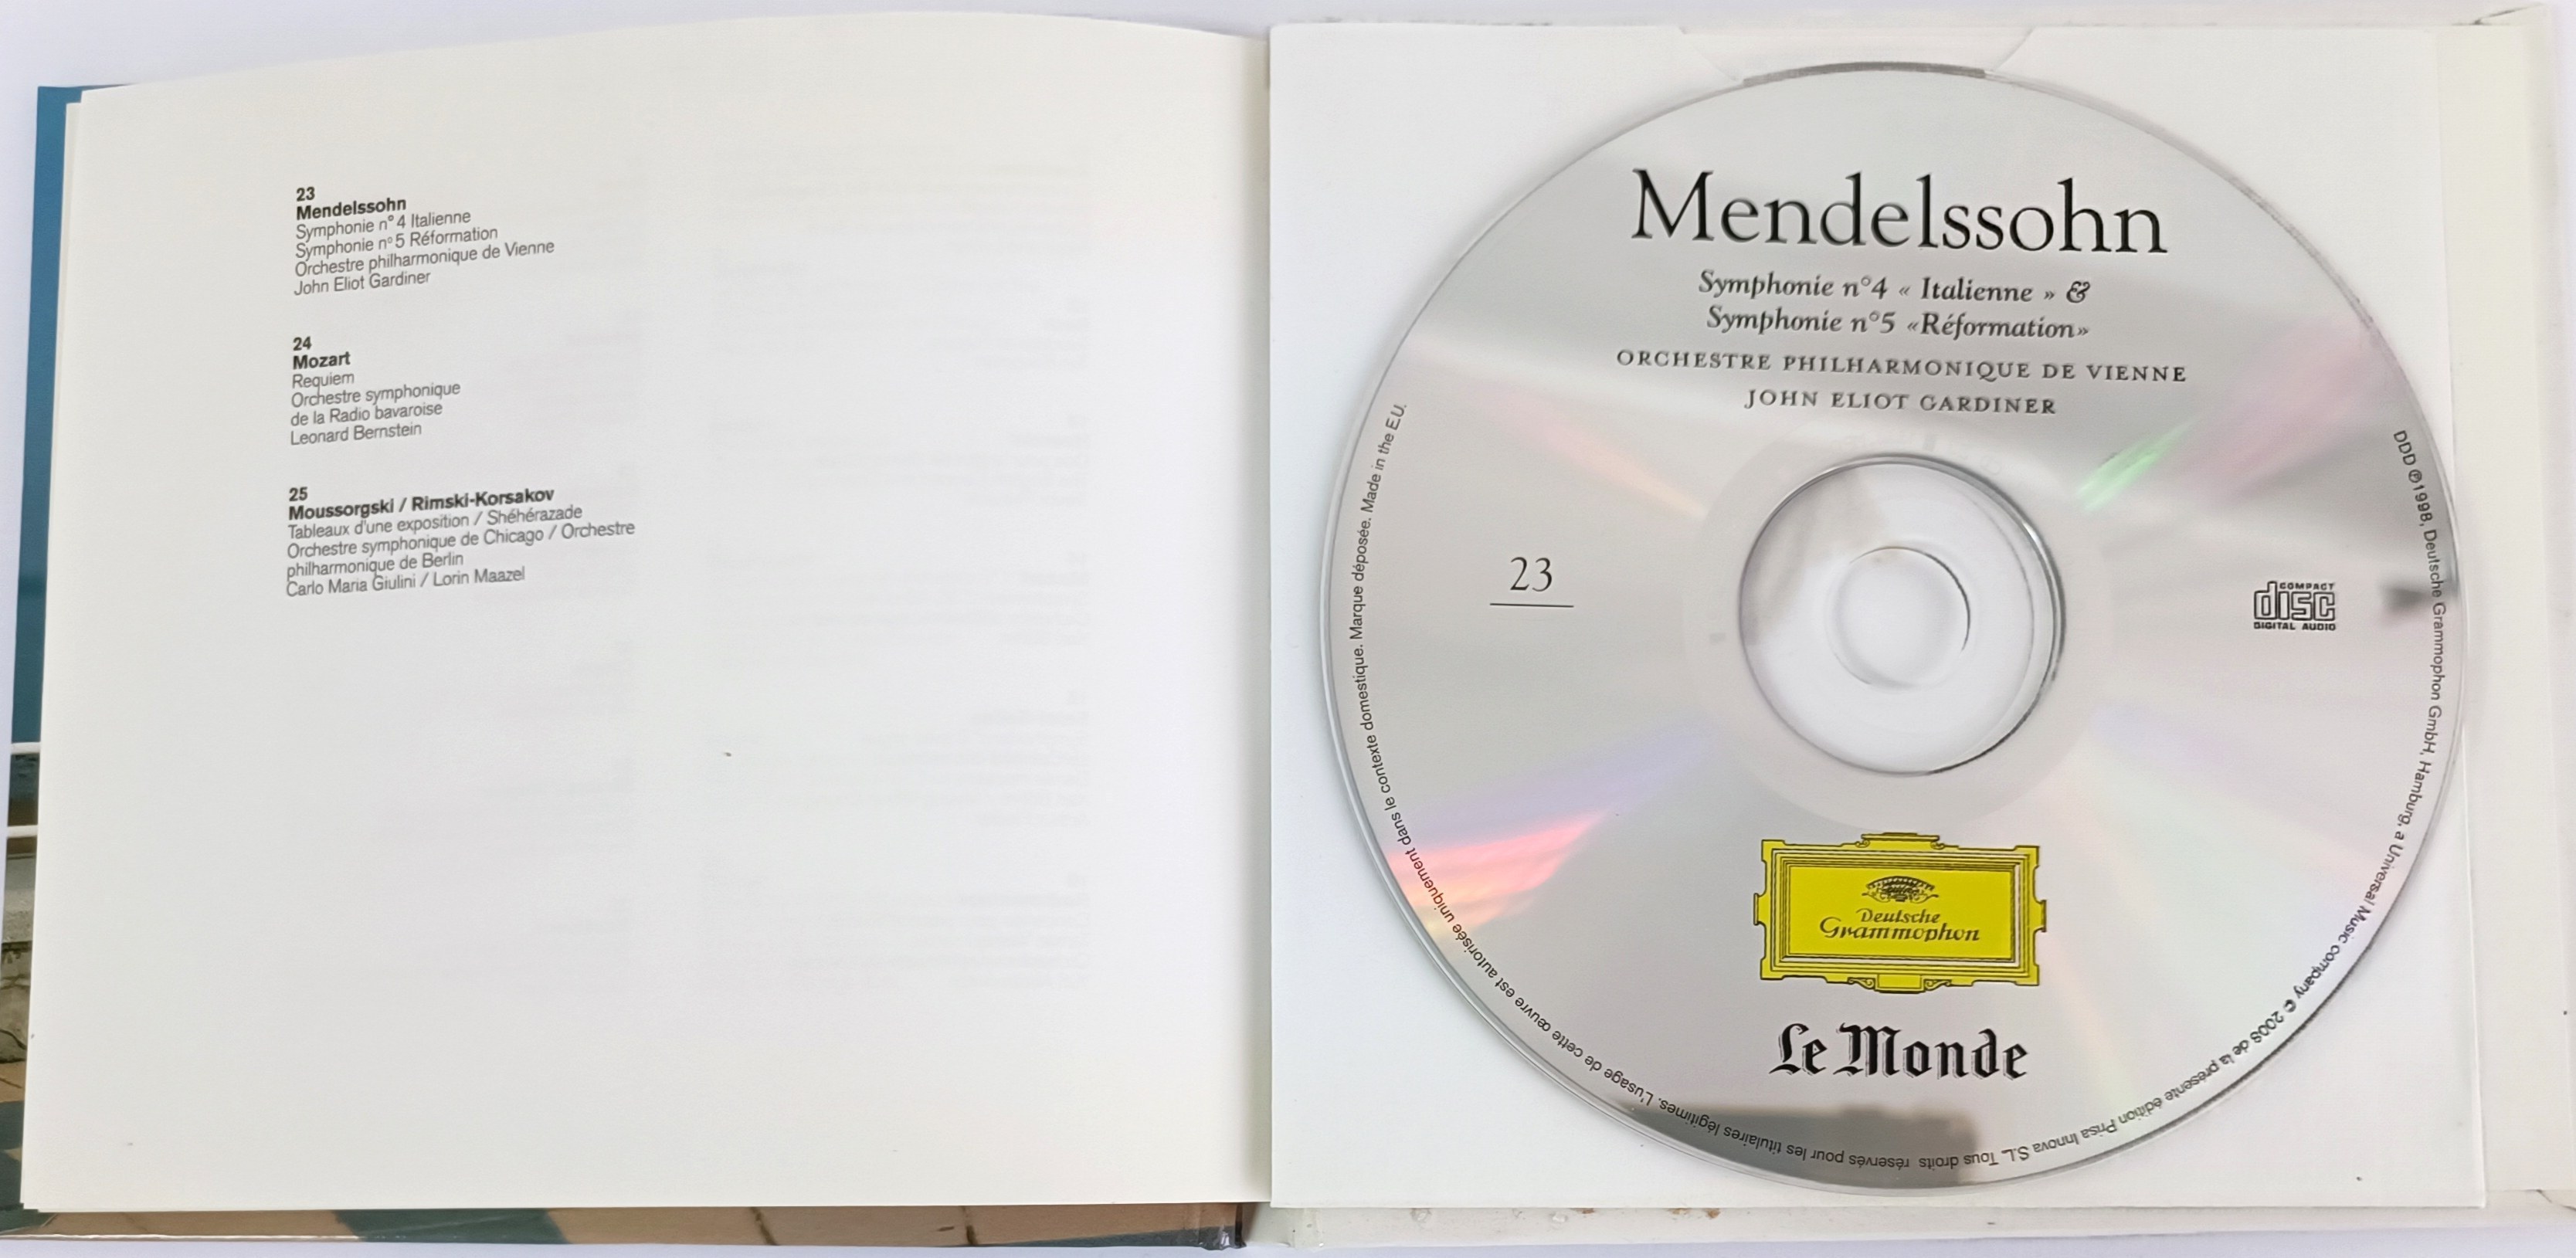 23
Mendelssohn
Symphonie n° 4 Italienne
Symphonie n° 5 Réformation
Orchestre philharmonique de Vienne
John Eliot Gardiner
24
Mozart
Requiem
Orchestre symphonique
de la Radio bavaroise
Leonard Bernstein
25
Moussorgski / Rimski-Korsakov
Tableaux d'une exposition / Shéhérazade
Orchestre symphonique de Chicago / Orchestre
philharmonique de Berlin
Carlo Maria Giulini / Lorin Maazel
Mendelssohn
Symphonie n°4 « Italienne » &
Symphonie n°5 «Réformation»
ORCHESTRE PHILHARMONIQUE DE VIENNE
JOHN ELIOT GARDINER
23
COMPACT
disc
DIGITAL AUDIO
Deutsche
Grammophon
Le Monde
DDD ℗1998, Deutsche Grammophon GmbH, Hamburg, a Universal Music company © 2009 de la présente édition Prisa Innova S.L. Tous droits réservés pour les titulaires légitimes. L'usage de cette œuvre est autorisée uniquement dans le contexte domestique. Marque déposée. Made in the E.U.